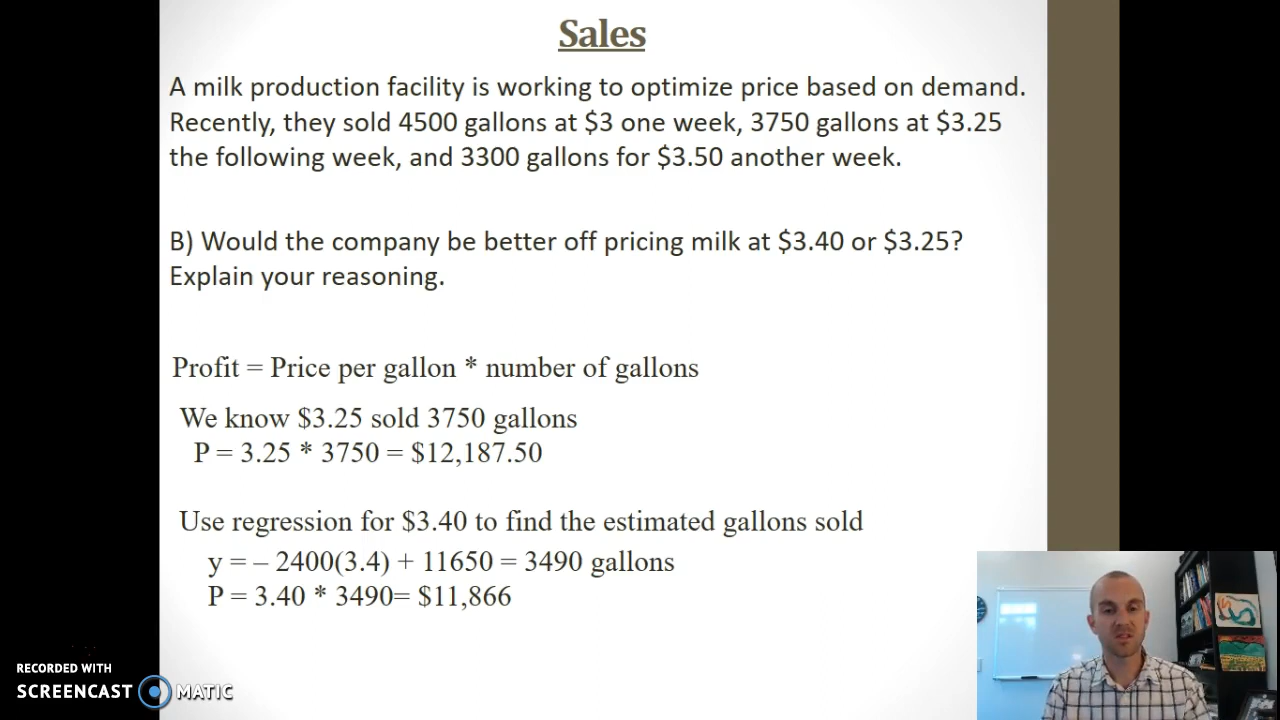 Sales
A milk production facility is working to optimize price based on demand.
Recently, they sold 4500 gallons at $3 one week, 3750 gallons at $3.25
the following week, and 3300 gallons for $3.50 another week.
B) Would the company be better off pricing milk at $3.40 or $3.25?
Explain your reasoning.
Profit = Price per gallon * number of gallons
We know $3.25 sold 3750 gallons
P = 3.25 * 3750 = $12,187.50
Use regression for $3.40 to find the estimated gallons sold
y = – 2400(3.4) + 11650 = 3490 gallons
P = 3.40 * 3490= $11,866
RECORDED WITH
SCREENCAST MATIC